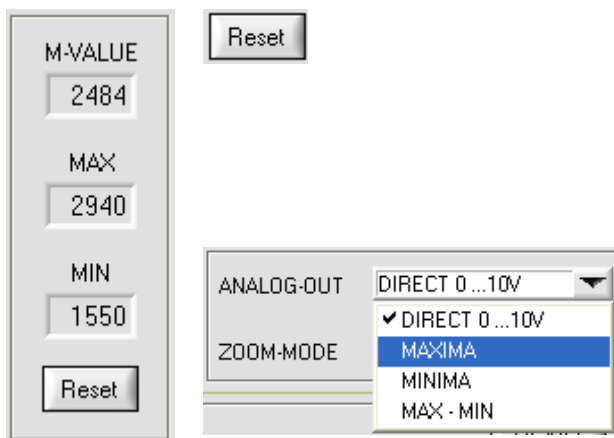 M-VALUE
2484
MAX
2940
MIN
1550
Reset
Reset
ANALOG-OUT DIRECT 0 ...10V
✔ DIRECT 0 ...10V
ZOOM-MODE MAXIMA
MINIMA
MAX - MIN